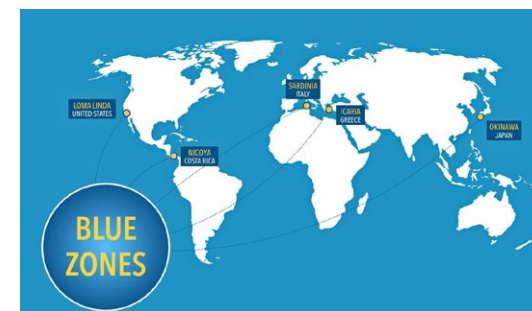 SARDINIA
ITALY
LOMA LINDA
UNITED STATES
ICARIA
GREECE
OKINAWA
JAPAN
NICOYA
COSTA RICA
BLUE
ZONES